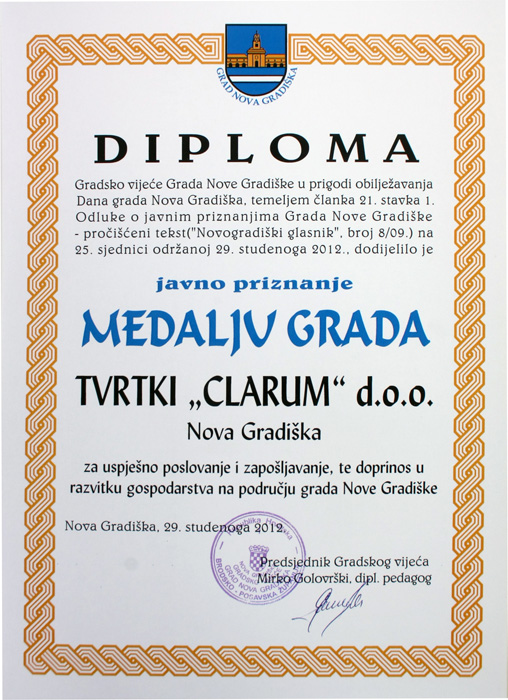 GRAD NOVA GRADIŠKA
DIPLOMA
Gradsko vijeće Grada Nove Gradiške u prigodi obilježavanja
Dana grada Nova Gradiška, temeljem članka 21. stavka 1.
Odluke o javnim priznanjima Grada Nove Gradiške
- pročišćeni tekst("Novogradiški glasnik", broj 8/09.) na
25. sjednici održanoj 29. studenoga 2012., dodijelilo je
javno priznanje
MEDALJU GRADA
TVRTKI „CLARUM“ d.o.o.
Nova Gradiška
za uspješno poslovanje i zapošljavanje, te doprinos u
razvitku gospodarstva na području grada Nove Gradiške
Nova Gradiška, 29. studenoga 2012.
Predsjednik Gradskog vijeća
Mirko Golovrški, dipl. pedagog